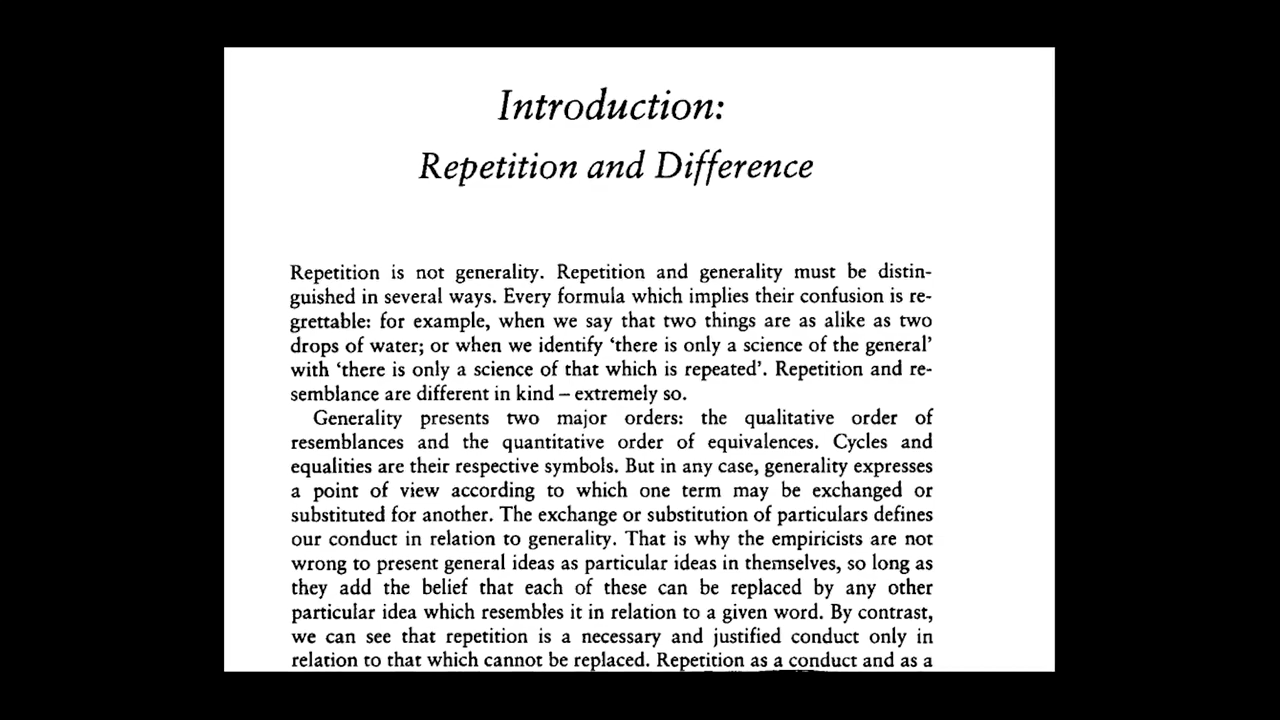 Introduction:
Repetition and Difference
Repetition is not generality. Repetition and generality must be distin-
guished in several ways. Every formula which implies their confusion is re-
grettable: for example, when we say that two things are as alike as two
drops of water; or when we identify ‘there is only a science of the general’
with ‘there is only a science of that which is repeated’. Repetition and re-
semblance are different in kind – extremely so.
Generality presents two major orders: the qualitative order of
resemblances and the quantitative order of equivalences. Cycles and
equalities are their respective symbols. But in any case, generality expresses
a point of view according to which one term may be exchanged or
substituted for another. The exchange or substitution of particulars defines
our conduct in relation to generality. That is why the empiricists are not
wrong to present general ideas as particular ideas in themselves, so long as
they add the belief that each of these can be replaced by any other
particular idea which resembles it in relation to a given word. By contrast,
we can see that repetition is a necessary and justified conduct only in
relation to that which cannot be replaced. Repetition as a conduct and as a